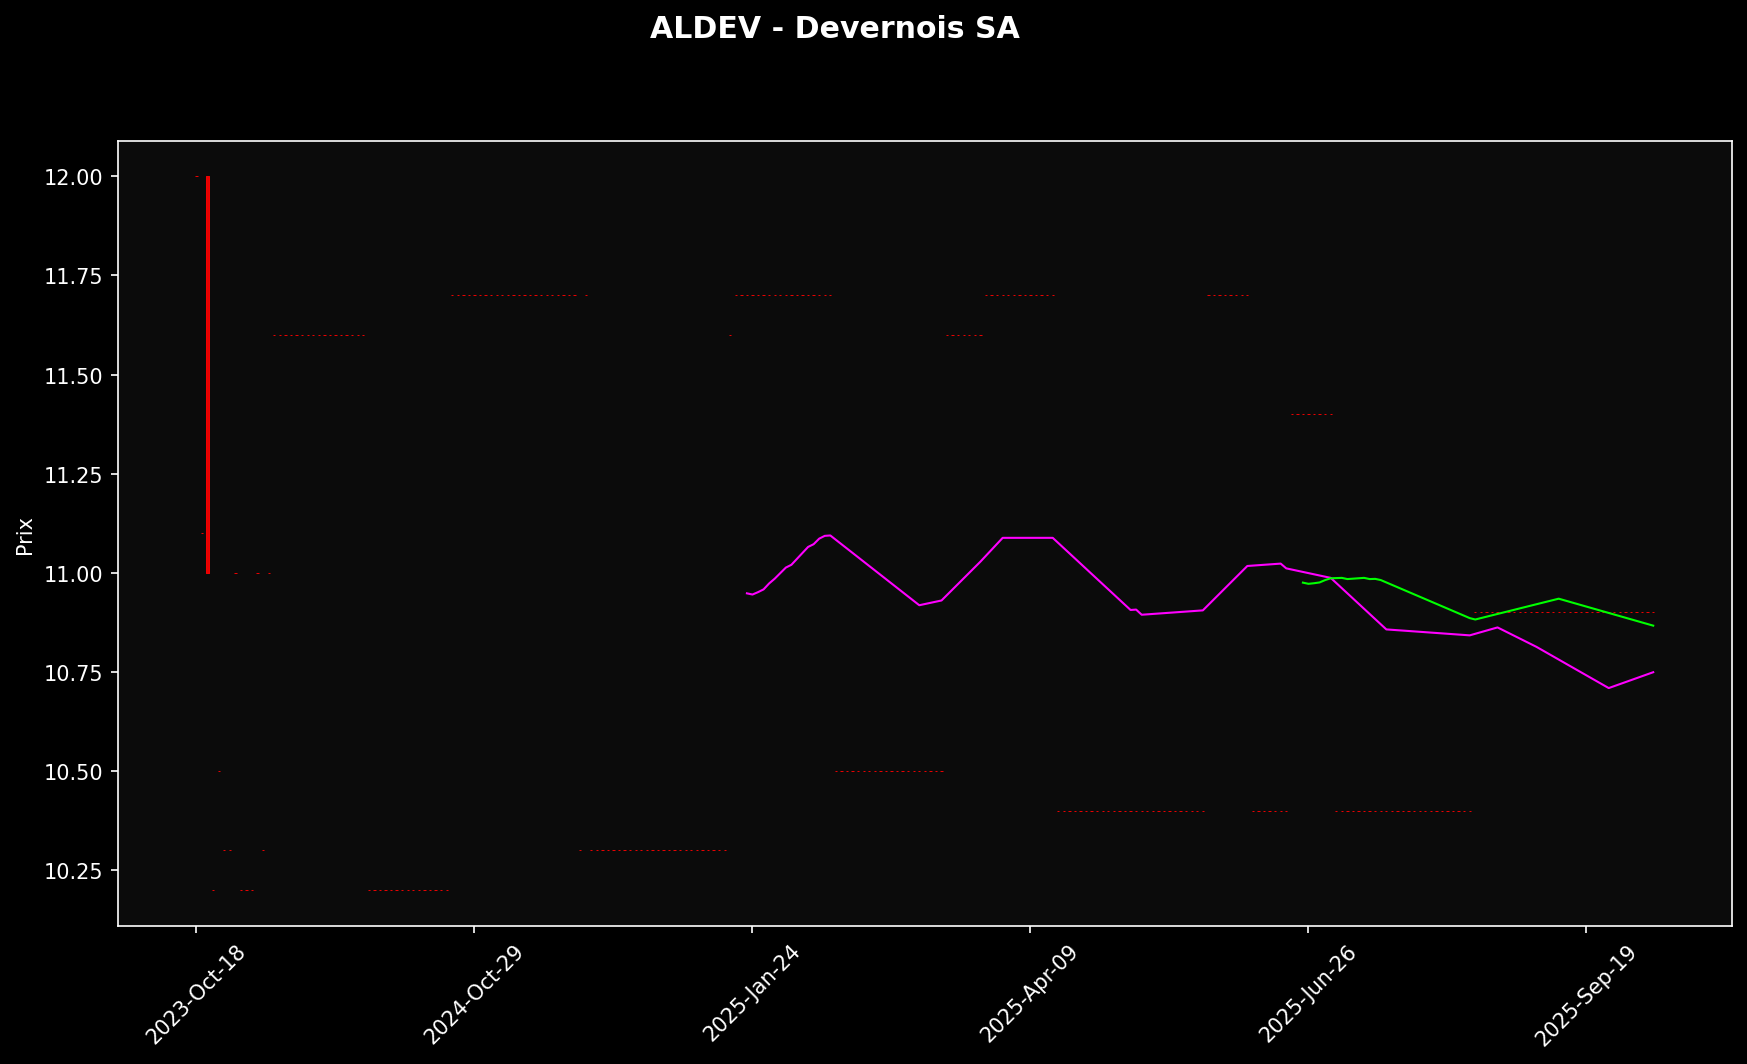 ALDEV - Devernois SA
Prix
12.00
11.75
11.50
11.25
11.00
10.75
10.50
10.25
2023-Oct-18
2024-Oct-29
2025-Jan-24
2025-Apr-09
2025-Jun-26
2025-Sep-19